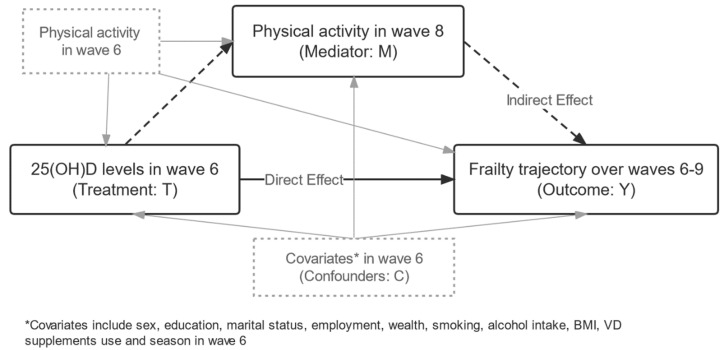 Physical activity
in wave 6
Physical activity in wave 8
(Mediator: M)
Indirect Effect
25(OH)D levels in wave 6
(Treatment: T)
Direct Effect
Frailty trajectory over waves 6-9
(Outcome: Y)
Covariates* in wave 6
(Confounders: C)
*Covariates include sex, education, marital status, employment, wealth, smoking, alcohol intake, BMI, VD
supplements use and season in wave 6